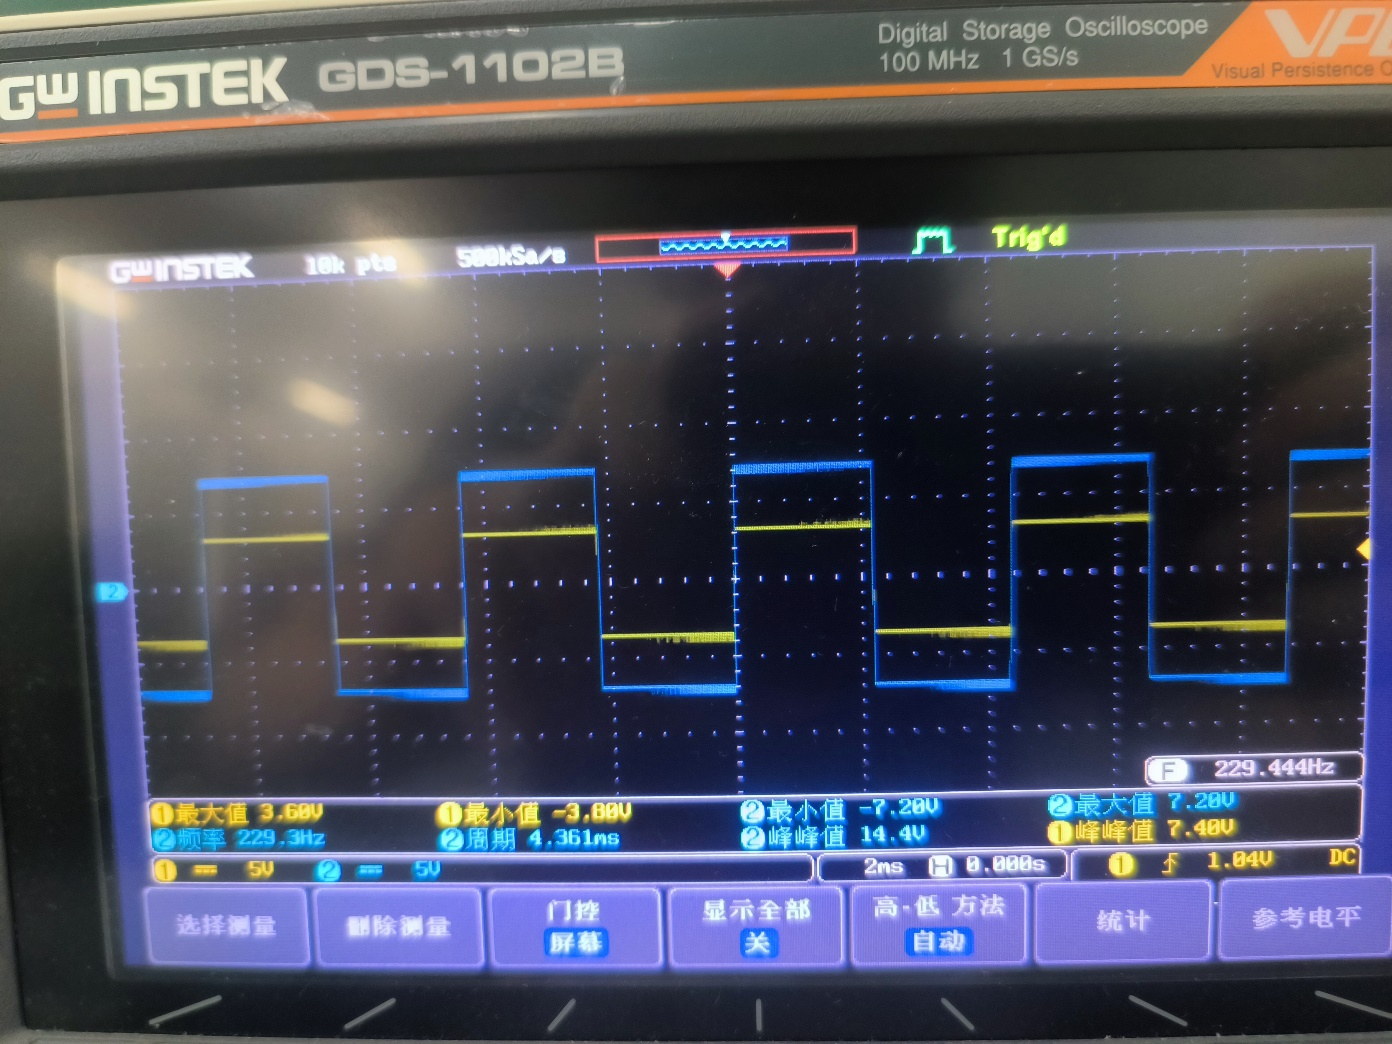 GWINSTEK GDS-1102B
Digital Storage Oscilloscope
100 MHz 1 GS/s
Visual Persistence
GWINSTEK 10k pts 500kSa/s Trig'd
2
F 229.444Hz
1最大值 3.60V 1最小值 -3.80V 2最小值 -7.20V 2最大值 7.20V
2频率 229.3Hz 2周期 4.361ms 2峰峰值 14.4V 1峰峰值 7.40V
1 5V 2 5V 2ms H 0.000s 1 1.04V DC
选择测量 删除测量 门控 显示全部 高-低 方法 统计 参考电平
屏幕 关 自动